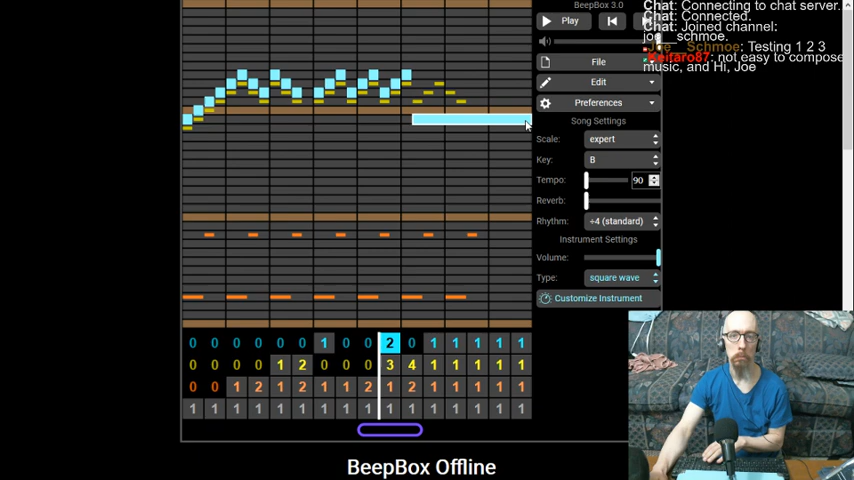 BeepBox 3.0
Chat: Connecting to chat server.
Chat: Connected.
Chat: Joined channel:
joe__schmoe.
Joe__Schmoe: Testing 1 2 3
Keitaro87: not easy to compose
music, and Hi, Joe
Play
File
Edit
Preferences
Song Settings
Scale: expert
Key: B
Tempo: 90
Reverb:
Rhythm: ÷4 (standard)
Instrument Settings
Volume:
Type: square wave
Customize Instrument
0 0 0 0 0 0 1 0 0 2 0 1 1 1 1 1
0 0 0 0 1 2 0 0 0 3 4 1 1 1 1 1
0 0 1 2 1 2 1 1 2 1 2 1 1 1 1 1
1 1 1 1 1 1 1 1 1 1 1 1 1 1 1 1
BeepBox Offline